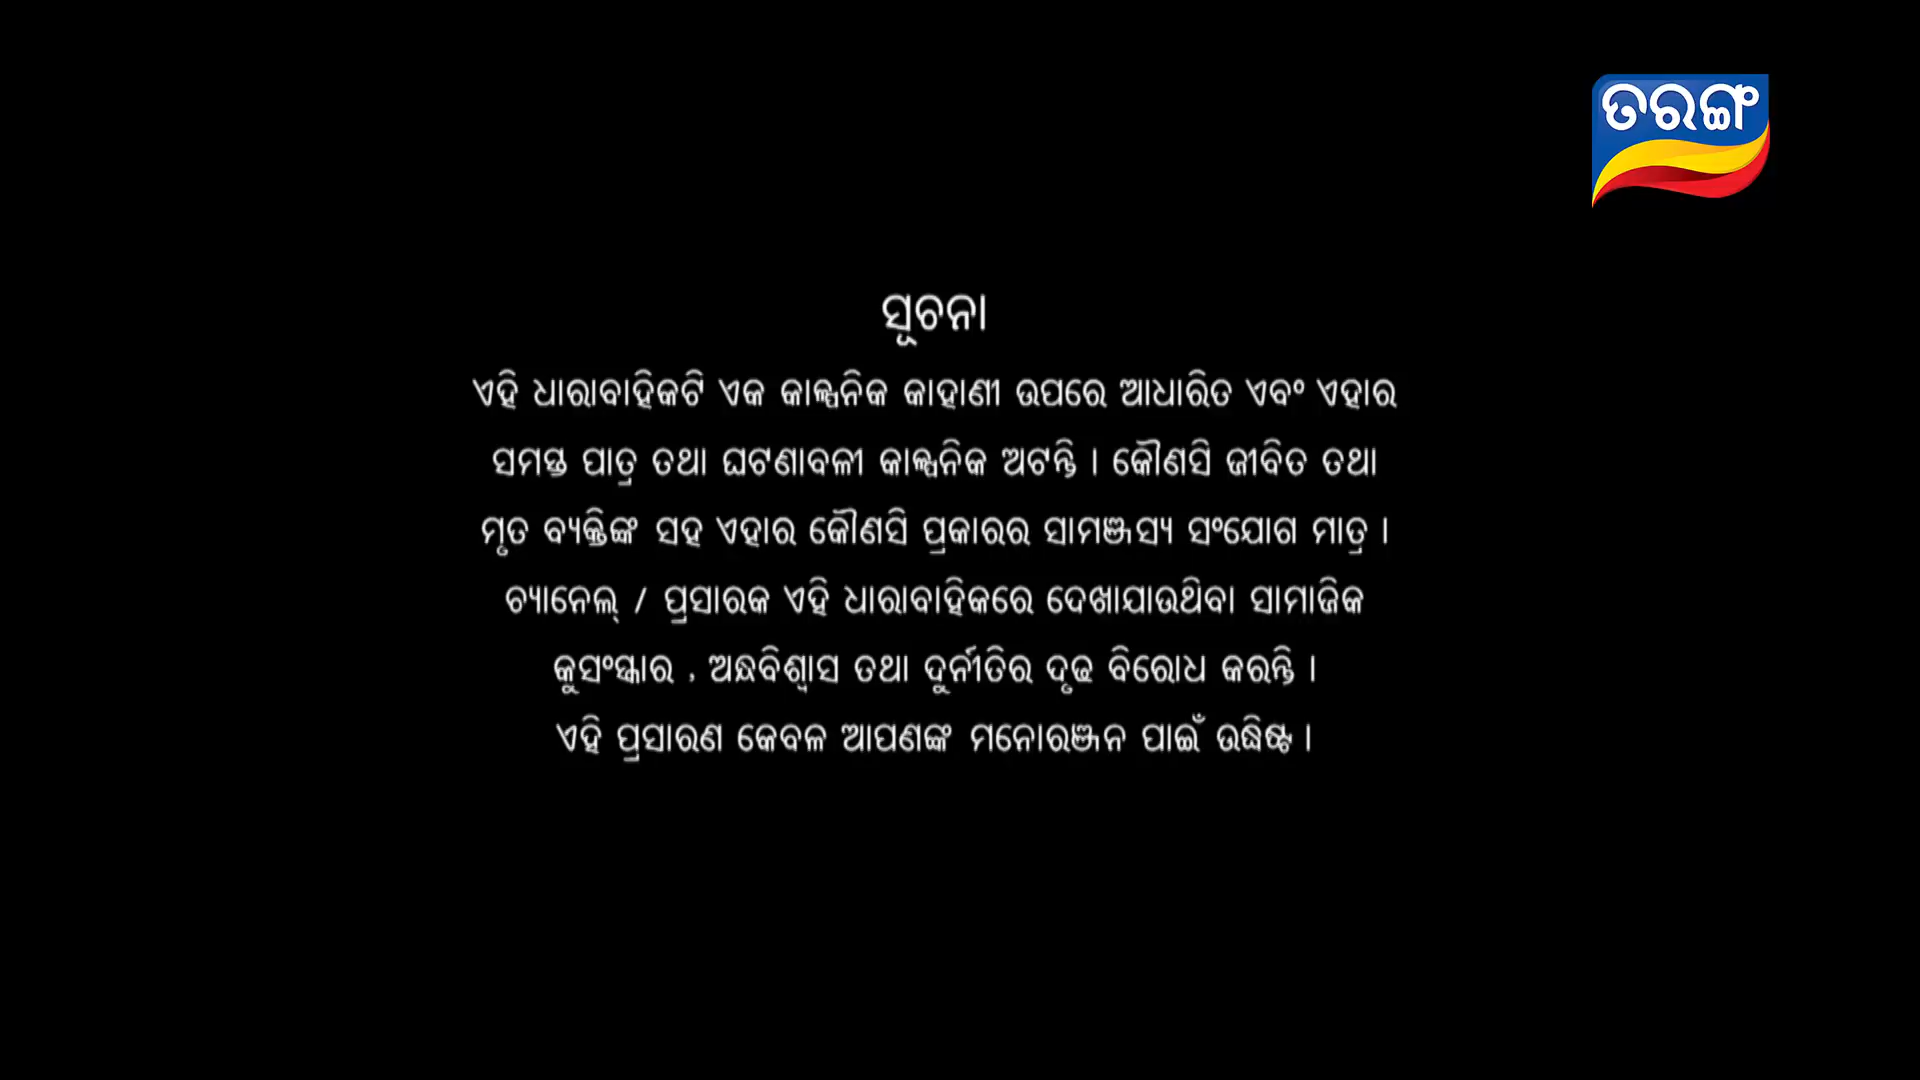 ତରଙ୍ଗ
ସୂଚନା
ଏହି ଧାରାବାହିକଟି ଏକ କାଳ୍ପନିକ କାହାଣୀ ଉପରେ ଆଧାରିତ ଏବଂ ଏହାର
ସମସ୍ତ ପାତ୍ର ତଥା ଘଟଣାବଳୀ କାଳ୍ପନିକ ଅଟନ୍ତି । କୌଣସି ଜୀବିତ ତଥା
ମୃତ ବ୍ୟକ୍ତିଙ୍କ ସହ ଏହାର କୌଣସି ପ୍ରକାରର ସାମଞ୍ଜସ୍ୟ ସଂଯୋଗ ମାତ୍ର ।
ଚ୍ୟାନେଲ୍ / ପ୍ରସାରକ ଏହି ଧାରାବାହିକରେ ଦେଖାଯାଉଥିବା ସାମାଜିକ
କୁସଂସ୍କାର , ଅନ୍ଧବିଶ୍ୱାସ ତଥା ଦୁର୍ନୀତିର ଦୃଢ ବିରୋଧ କରନ୍ତି ।
ଏହି ପ୍ରସାରଣ କେବଳ ଆପଣଙ୍କ ମନୋରଞ୍ଜନ ପାଇଁ ଉଦ୍ଧିଷ୍ଟ ।